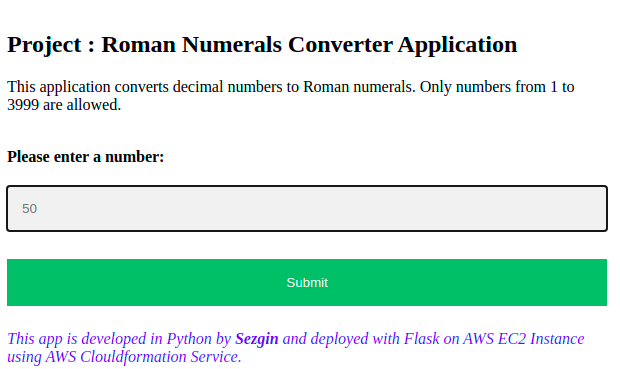 Project : Roman Numerals Converter Application
This application converts decimal numbers to Roman numerals. Only numbers from 1 to
3999 are allowed.
Please enter a number:
50
Submit
This app is developed in Python by Sezgin and deployed with Flask on AWS EC2 Instance
using AWS Cloudformation Service.